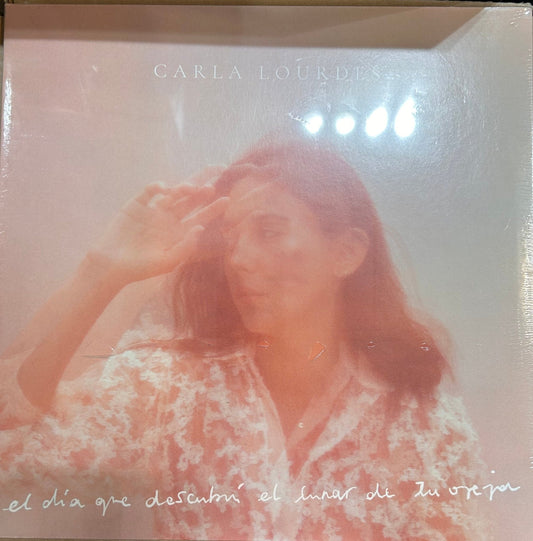 CARLA LOURDES
el día que descubrí el lunar de tu oreja